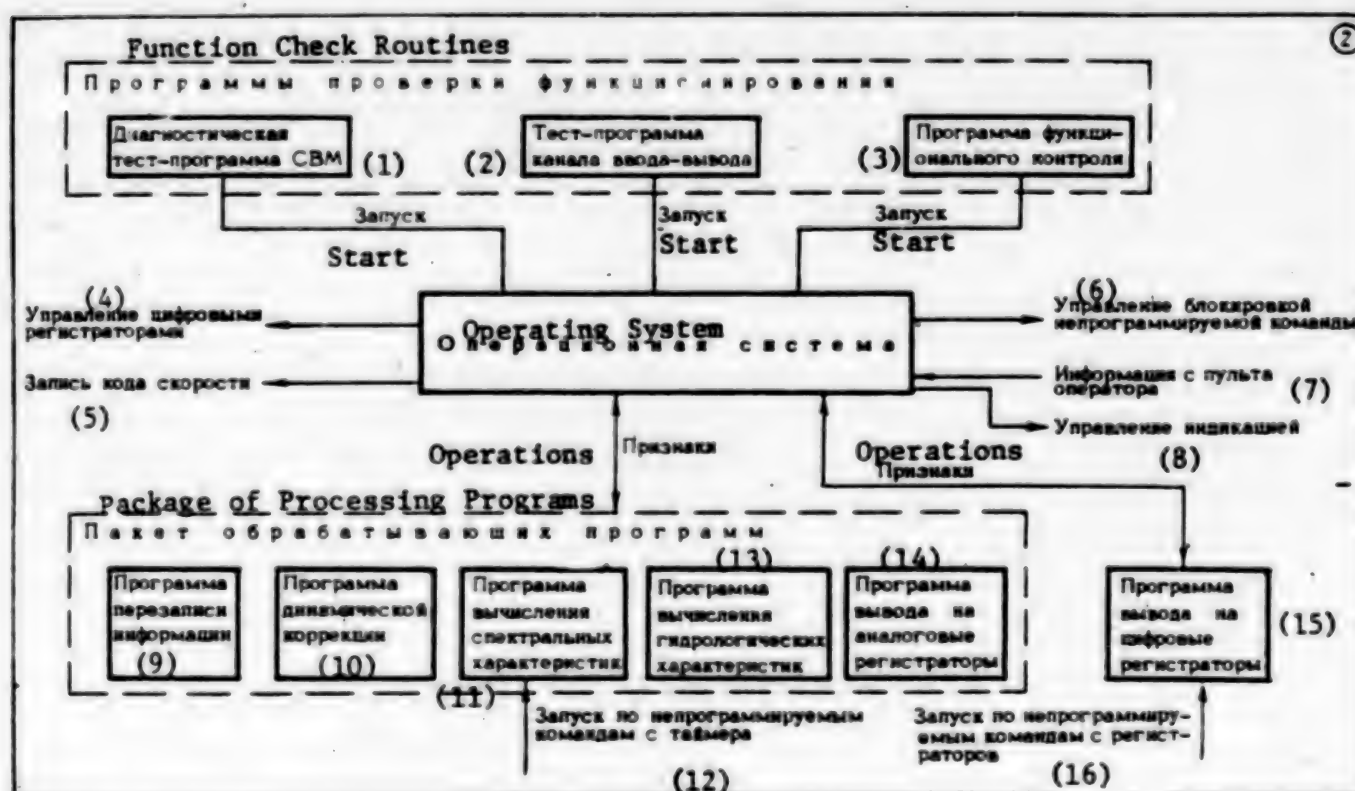 ②
Function Check Routines
Программы проверки функционирования
Диагностическая
тест-программа СВМ
(1)
(2)
Тест-программа
канала ввода-вывода
(3)
Программа функци-
онального контроля
Запуск
Start
Запуск
Start
Запуск
Start
(4)
Управление цифровыми
регистраторами
Operating System
Операционная система
(6)
Управление блокировкой
непрограммируемой команды
Запись кода скорости
(5)
Информация с пульта
оператора
(7)
Управление индикацией
(8)
Operations
Признаки
Operations
Признаки
Package of Processing Programs
Пакет обрабатывающих программ
Программа
перезаписи
информации
(9)
Программа
динамической
коррекции
(10)
Программа
вычисления
спектральных
характеристик
(11)
(13)
Программа
вычисления
гидрологических
характеристик
(14)
Программа
вывода на
аналоговые
регистраторы
Программа
вывода на
цифровые
регистраторы
(15)
Запуск по непрограммируемым
командам с таймера
(12)
Запуск по непрограммируе-
мым командам с регист-
раторов
(16)